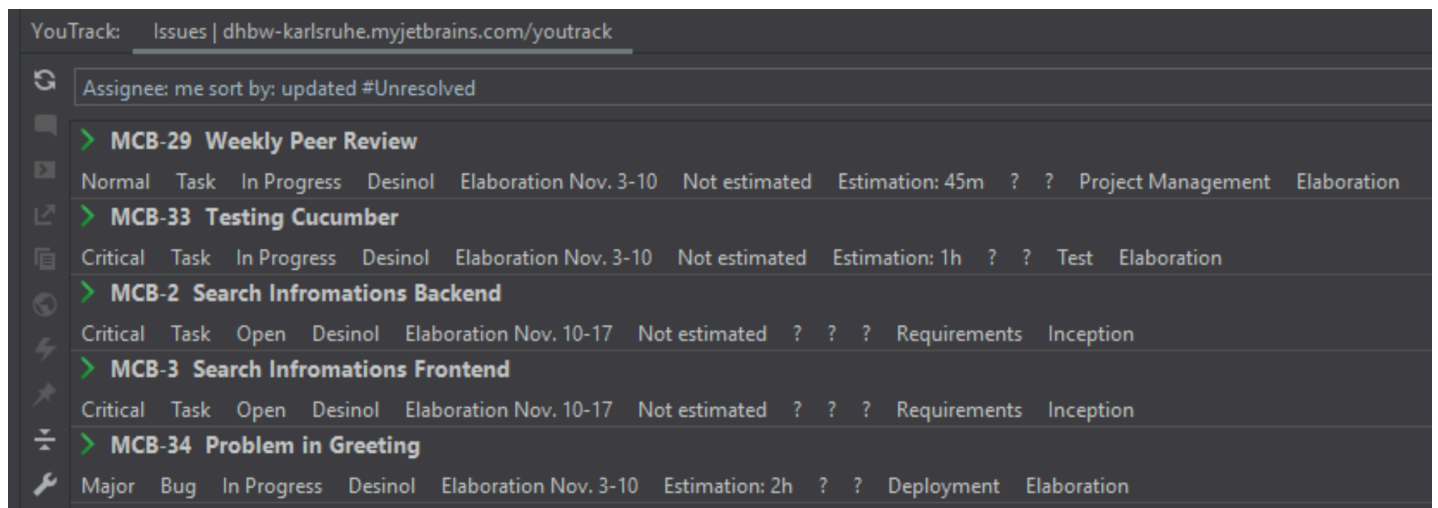 YouTrack: Issues | dhbw-karlsruhe.myjetbrains.com/youtrack
Assignee: me sort by: updated #Unresolved
MCB-29 Weekly Peer Review
Normal Task In Progress Desinol Elaboration Nov. 3-10 Not estimated Estimation: 45m ? ? Project Management Elaboration
MCB-33 Testing Cucumber
Critical Task In Progress Desinol Elaboration Nov. 3-10 Not estimated Estimation: 1h ? ? Test Elaboration
MCB-2 Search Infromations Backend
Critical Task Open Desinol Elaboration Nov. 10-17 Not estimated ? ? ? Requirements Inception
MCB-3 Search Infromations Frontend
Critical Task Open Desinol Elaboration Nov. 10-17 Not estimated ? ? ? Requirements Inception
MCB-34 Problem in Greeting
Major Bug In Progress Desinol Elaboration Nov. 3-10 Estimation: 2h ? ? Deployment Elaboration